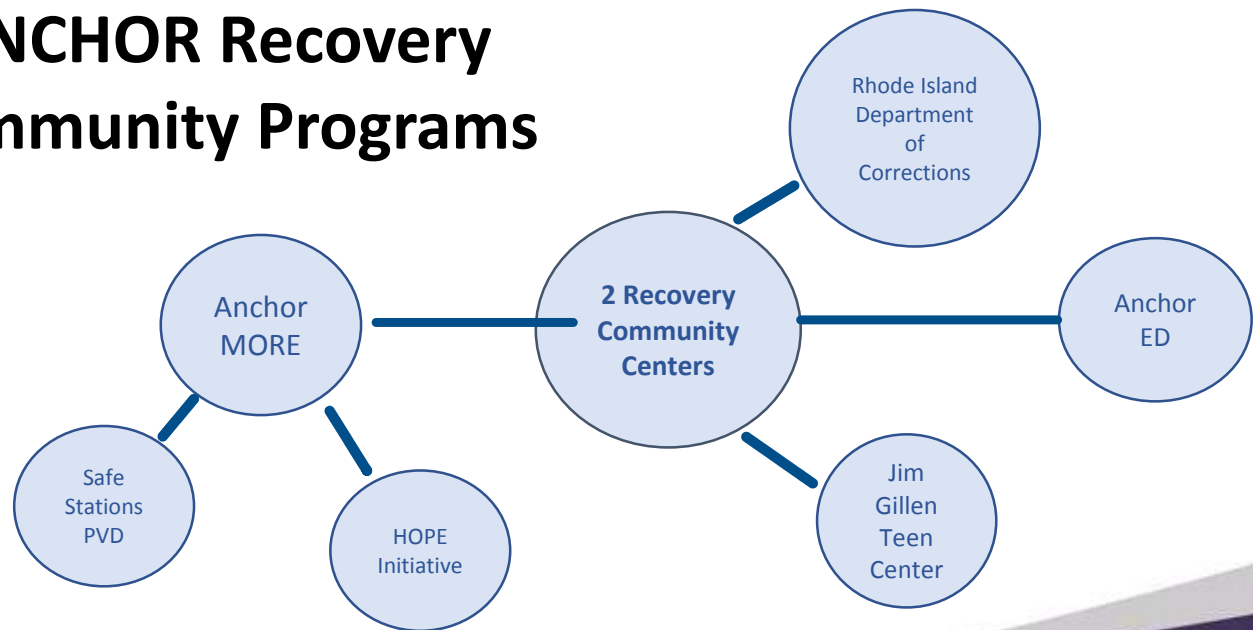 NCHOR Recovery
mmunity Programs
Rhode Island
Department
of
Corrections
2 Recovery
Community
Centers
Anchor
MORE
Anchor
ED
Safe
Stations
PVD
HOPE
Initiative
Jim
Gillen
Teen
Center